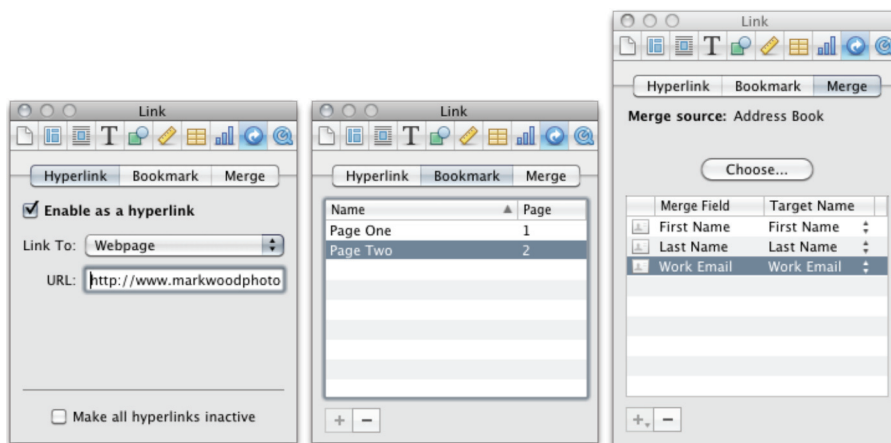 Link
Hyperlink Bookmark Merge
Enable as a hyperlink
Link To: Webpage
URL: http://www.markwoodphoto
Make all hyperlinks inactive
Link
Hyperlink Bookmark Merge
Name Page
Page One 1
Page Two 2
Link
Hyperlink Bookmark Merge
Merge source: Address Book
Choose...
Merge Field Target Name
First Name First Name
Last Name Last Name
Work Email Work Email